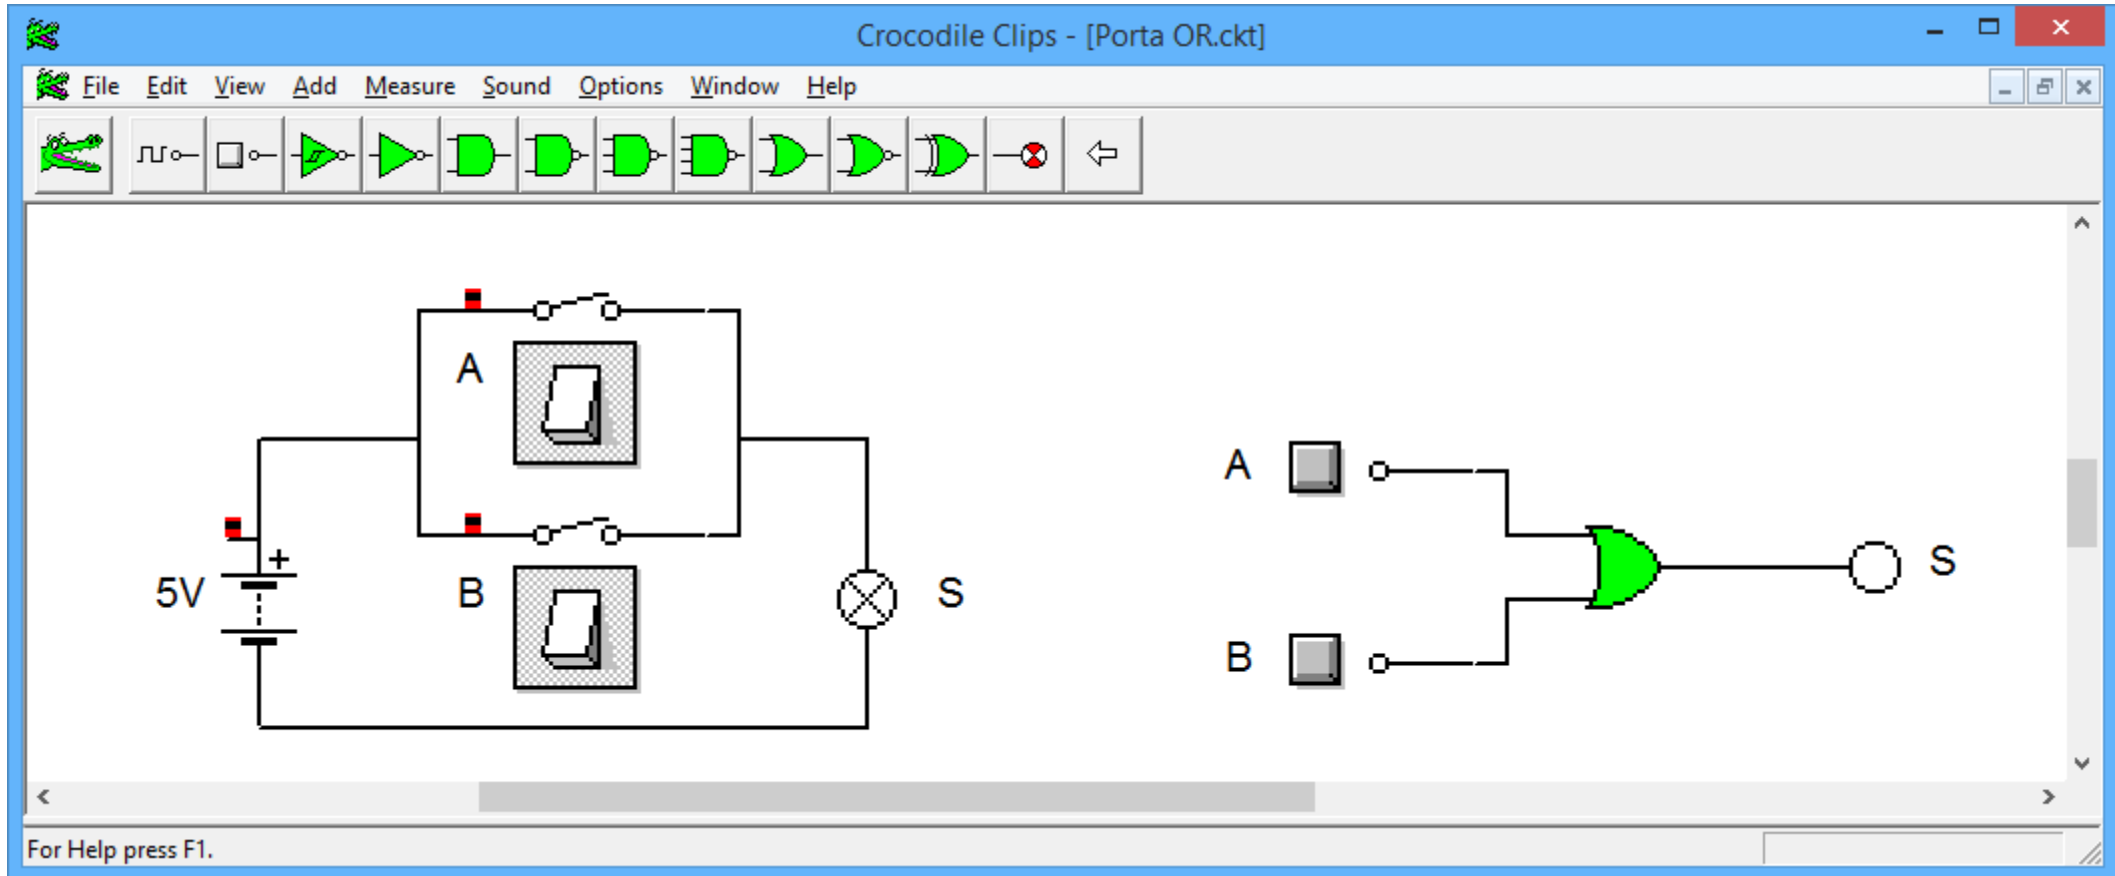 Crocodile Clips - [Porta OR.ckt]
File Edit View Add Measure Sound Options Window Help
A
B
5V
+
S
A
B
S
For Help press F1.